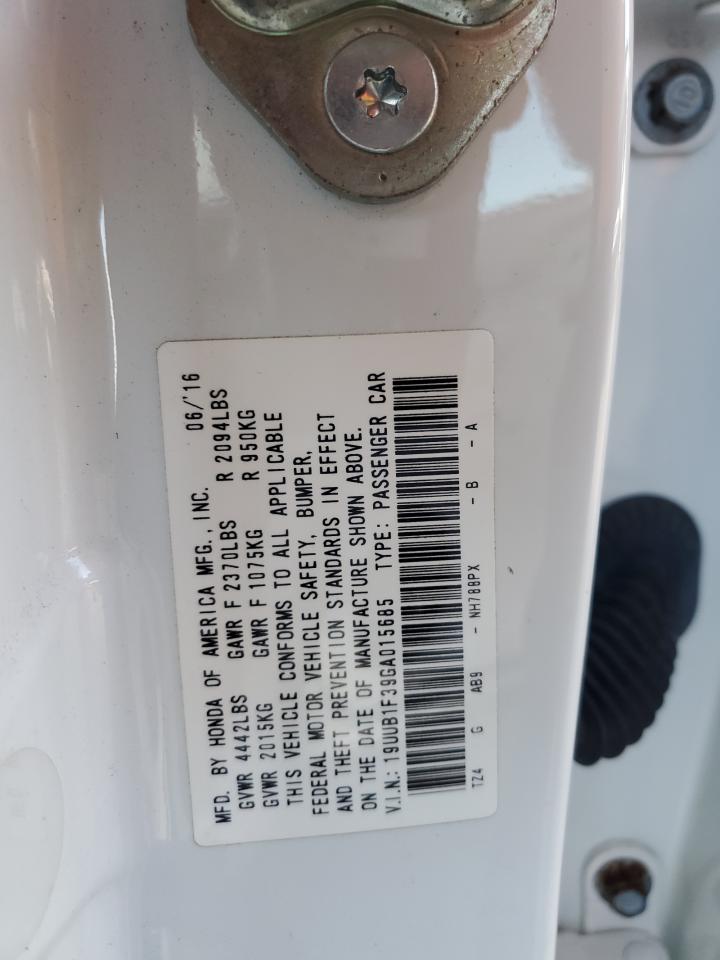 MFD. BY HONDA OF AMERICA MFG., INC. 06/'16
GVWR 4442LBS GAWR F 2370LBS R 2094LBS
GVWR 2015KG GAWR F 1075KG R 950KG
THIS VEHICLE CONFORMS TO ALL APPLICABLE
FEDERAL MOTOR VEHICLE SAFETY, BUMPER,
AND THEFT PREVENTION STANDARDS IN EFFECT
ON THE DATE OF MANUFACTURE SHOWN ABOVE.
V.I.N.: 19UUB1F39GA015685 TYPE: PASSENGER CAR
TZ4 G AB9 - NH788PX - B - A